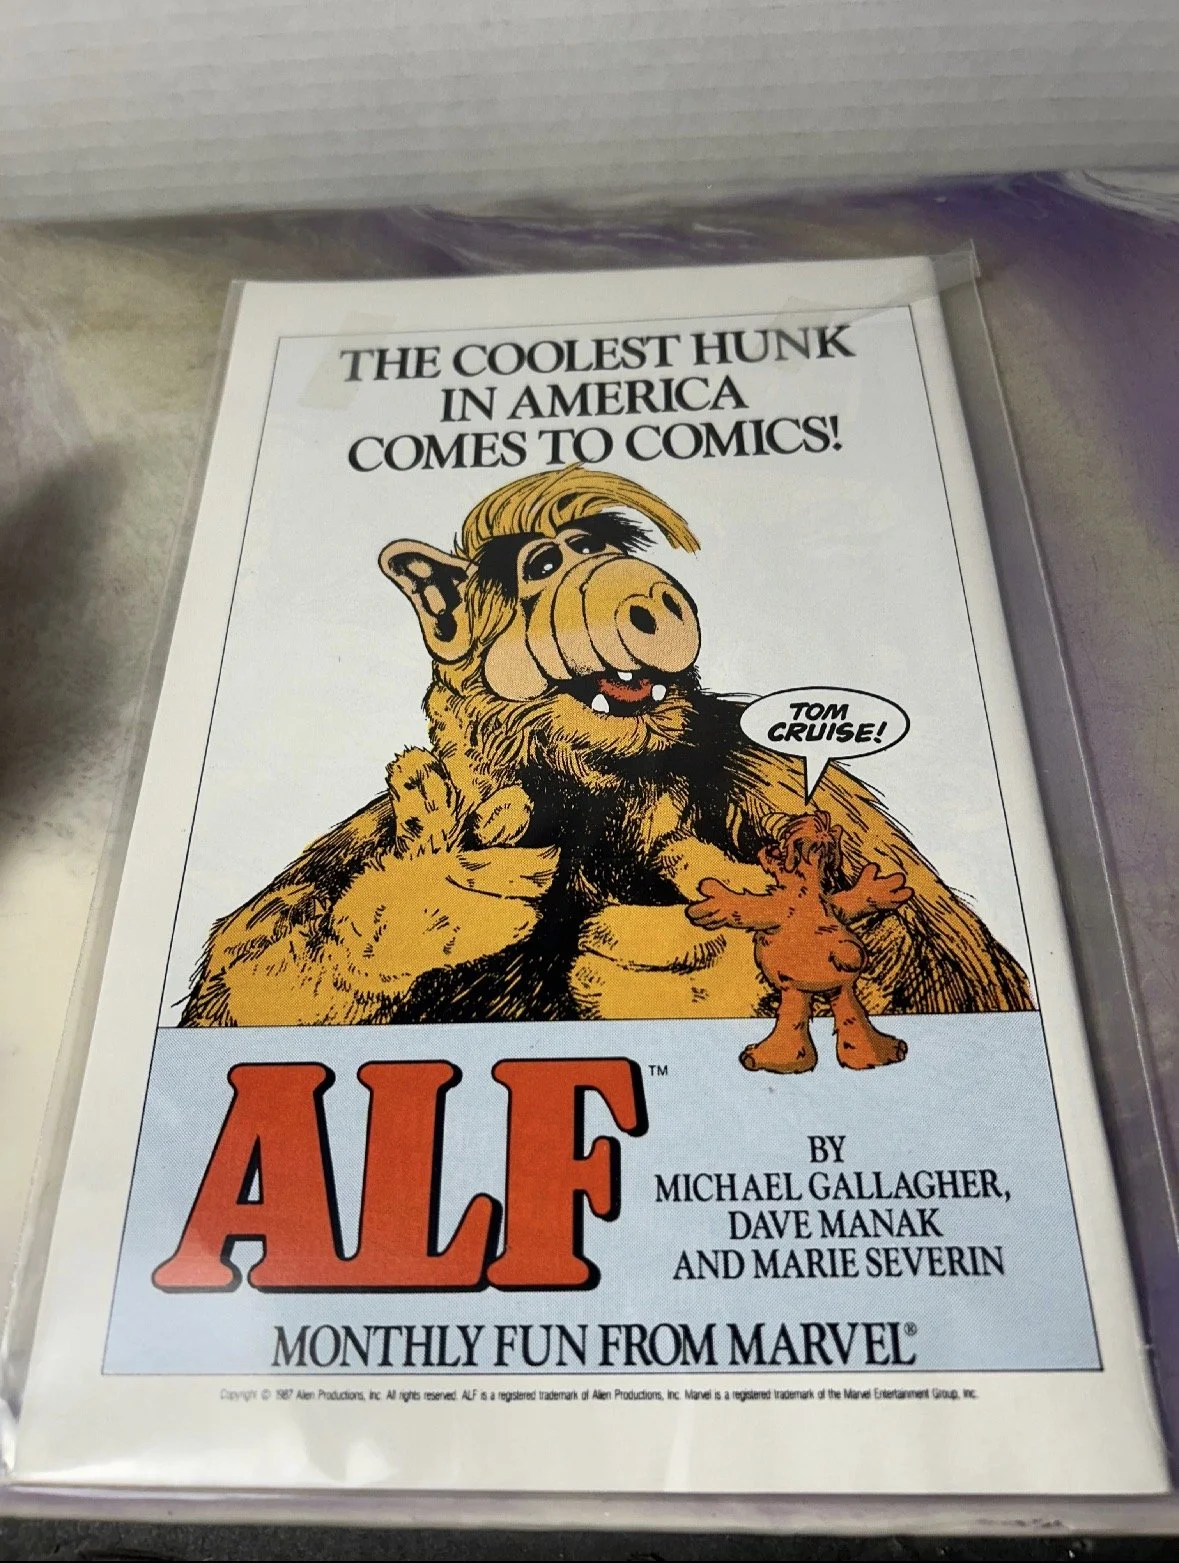 THE COOLEST HUNK
IN AMERICA
COMES TO COMICS!
TOM
CRUISE!
ALF™
BY
MICHAEL GALLAGHER,
DAVE MANAK
AND MARIE SEVERIN
MONTHLY FUN FROM MARVEL®
Copyright © 1987 Alien Productions, Inc. All rights reserved. ALF is a registered trademark of Alien Productions, Inc. Marvel is a registered trademark of the Marvel Entertainment Group, Inc.